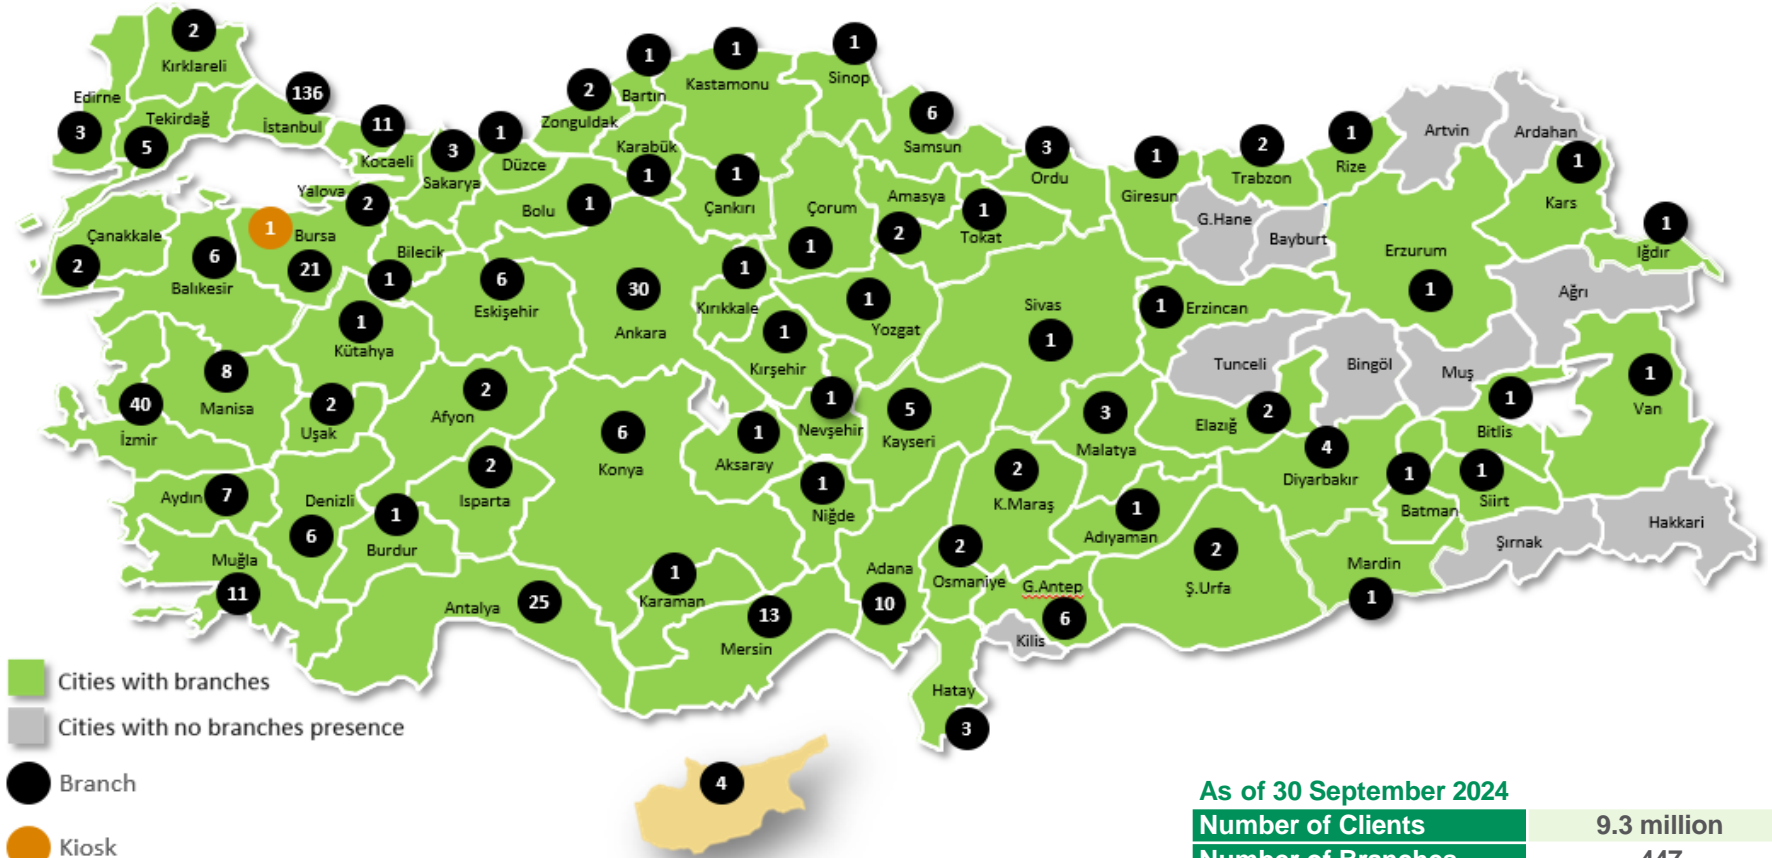 2
Kırklareli
Edirne
3
Tekirdağ
5
136
İstanbul
11
Kocaeli
3
Sakarya
1
Düzce
2
Zonguldak
1
Bartın
1
Kastamonu
1
Sinop
Karabük
1
1
Çankırı
Yalova
2
Bolu
1
6
Samsun
3
Ordu
1
Giresun
2
Trabzon
1
Rize
Artvin
Ardahan
1
Kars
1
Iğdır
Çorum
1
Amasya
2
1
Tokat
G.Hane
Bayburt
Erzurum
1
Ağrı
Çanakkale
2
6
Balıkesir
1
Bursa
21
Bilecik
1
6
Eskişehir
30
Ankara
1
Kırıkkale
1
Yozgat
Sivas
1
1
Erzincan
1
Kütahya
1
Kırşehir
Tunceli
Bingöl
Muş
1
Van
8
Manisa
40
İzmir
2
Uşak
2
Afyon
6
Konya
1
Aksaray
1
Nevşehir
5
Kayseri
3
Malatya
Elazığ
2
1
Bitlis
4
Diyarbakır
1
Batman
1
Siirt
Aydın
7
Denizli
6
1
Burdur
2
Isparta
1
Niğde
2
K.Maraş
1
Adıyaman
2
Ş.Urfa
Mardin
1
Şırnak
Hakkari
Muğla
11
Antalya
25
1
Karaman
13
Mersin
Adana
10
2
Osmaniye
G.Antep
6
Kilis
Hatay
3
4
Cities with branches
Cities with no branches presence
Branch
Kiosk
As of 30 September 2024
Number of Clients 9.3 million
Number of Branches 447